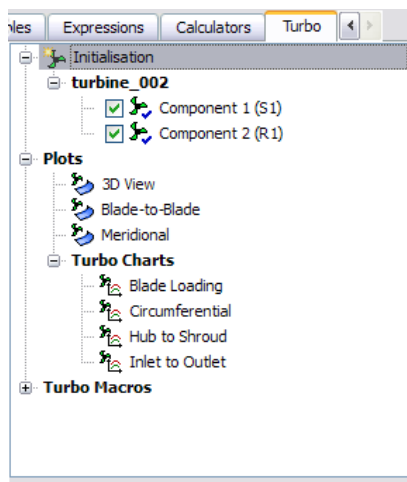 Expressions Calculators Turbo
Initialisation
turbine_002
Component 1 (S1)
Component 2 (R1)
Plots
3D View
Blade-to-Blade
Meridional
Turbo Charts
Blade Loading
Circumferential
Hub to Shroud
Inlet to Outlet
Turbo Macros